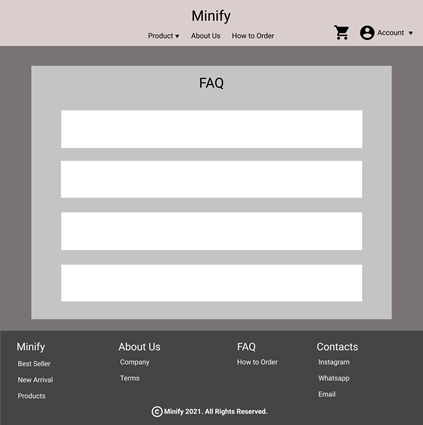 Minify
Product About Us How to Order
Account
FAQ
Minify About Us FAQ Contacts
Best Seller Company How to Order Instagram
New Arrival Terms Whatsapp
Products Email
© Minify 2021. All Rights Reserved.